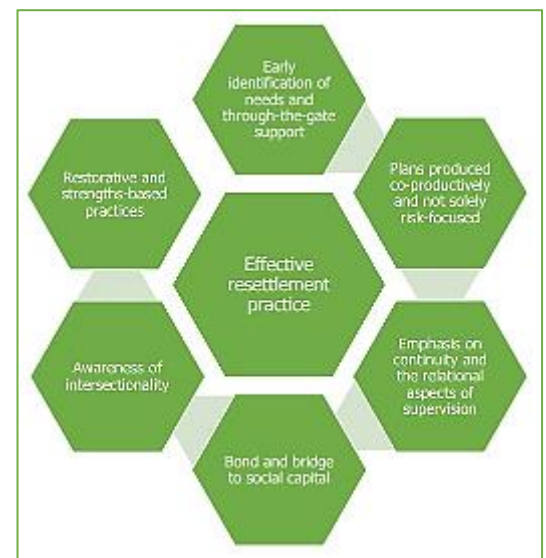 Early
identification of
needs and
through-the-gate
support
Plans produced
co-productively
and not solely
risk-focused
Emphasis on
continuity and
the relational
aspects of
supervision
Bond and bridge
to social capital
Awareness of
intersectionality
Restorative and
strengths-based
practices
Effective
resettlement
practice